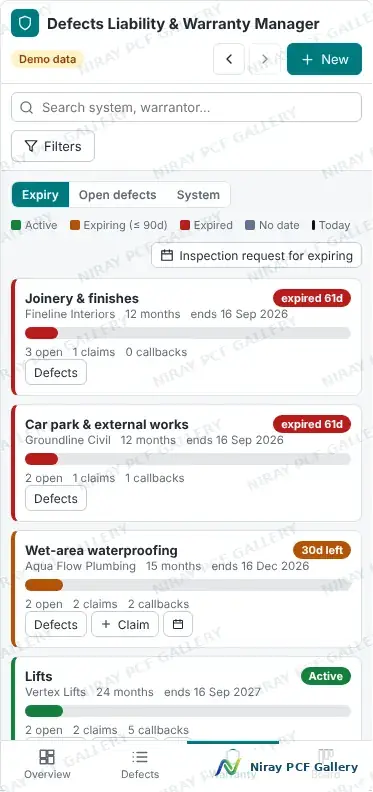 Defects Liability & Warranty Manager
Demo data
+ New
Search system, warrantor...
Filters
Expiry Open defects System
Active Expiring (≤ 90d) Expired No date Today
Inspection request for expiring
Joinery & finishes expired 61d
Fineline Interiors 12 months ends 16 Sep 2026
3 open 1 claims 0 callbacks
Defects
Car park & external works expired 61d
Groundline Civil 12 months ends 16 Sep 2026
2 open 1 claims 1 callbacks
Defects
Wet-area waterproofing 30d left
Aqua Flow Plumbing 15 months ends 16 Dec 2026
2 open 2 claims 2 callbacks
Defects + Claim
Lifts Active
Vertex Lifts 24 months ends 16 Sep 2027
2 open 2 claims 5 callbacks
Overview Defects Warranty
Niray PCF Gallery
NIRAY PCF GALLERY